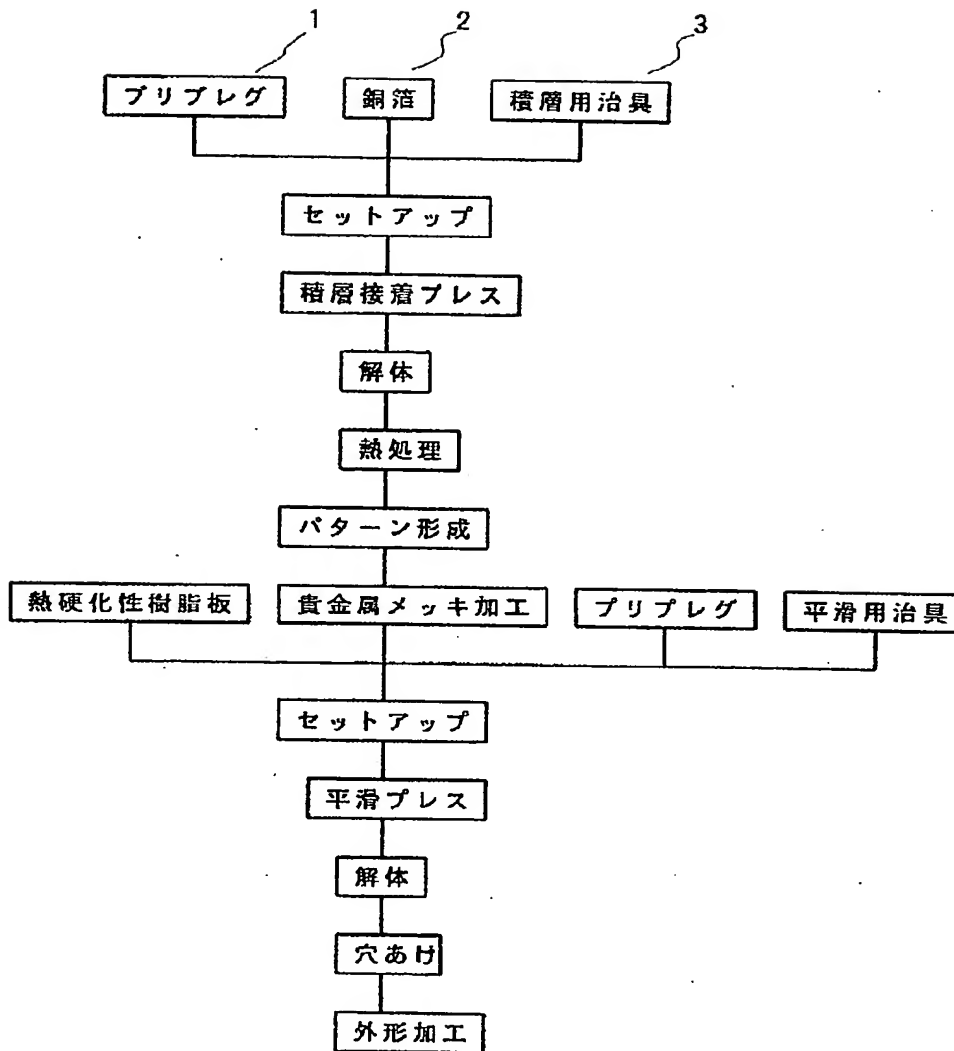 1 2 3
プリプレグ 銅箔 積層用治具
セットアップ
積層接着プレス
解体
熱処理
パターン形成
熱硬化性樹脂板 貴金属メッキ加工 プリプレグ 平滑用治具
セットアップ
平滑プレス
解体
穴あけ
外形加工